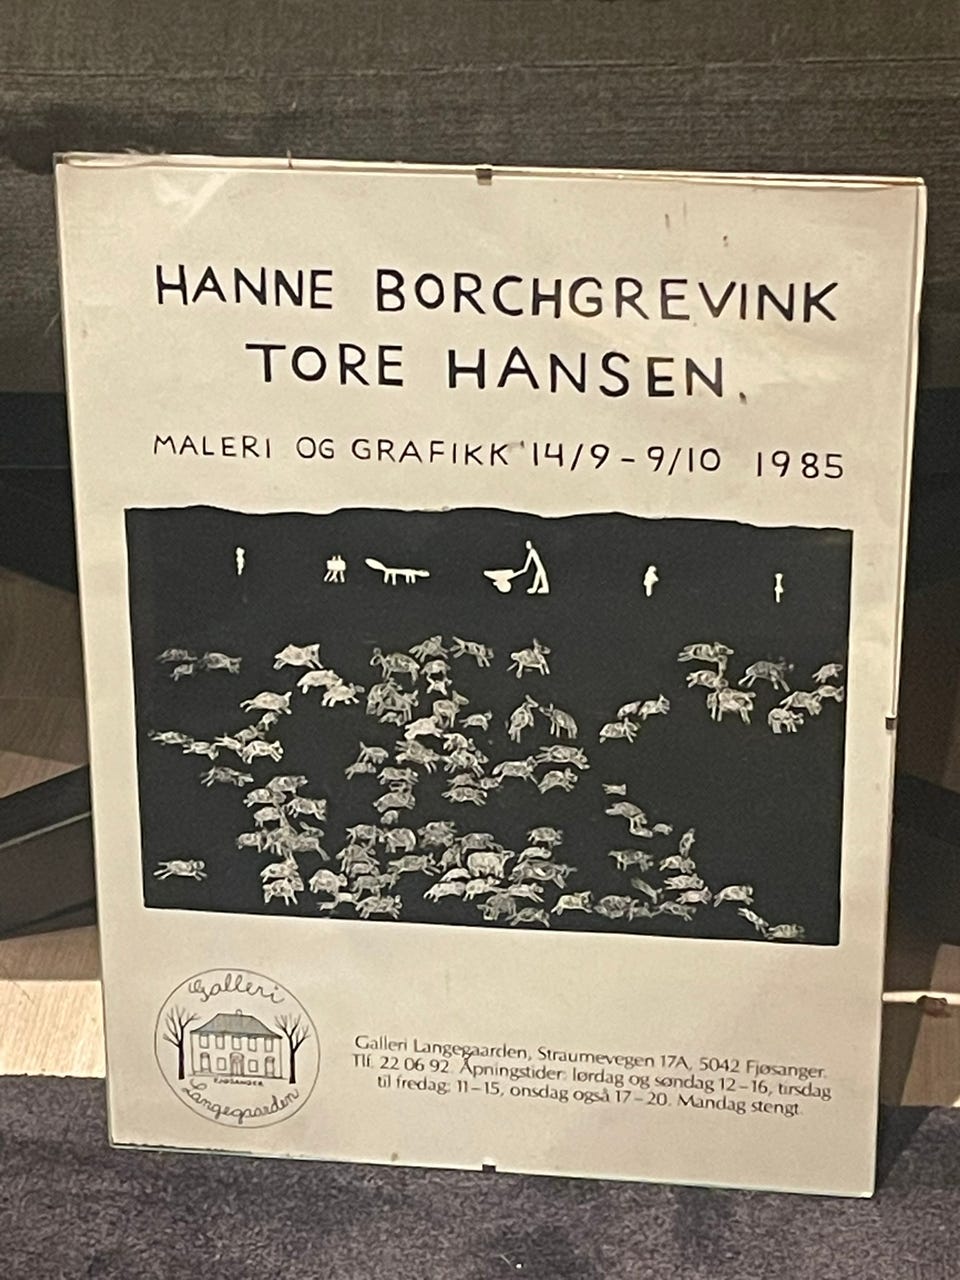 HANNE BORCHGREVINK
TORE HANSEN.
MALERI OG GRAFIKK 14/9 - 9/10 1985
Galleri
FJØSANGER
Langegaarden
Galleri Langegaarden, Straumevegen 17A, 5042 Fjøsanger.
Tlf. 22 06 92. Åpningstider: lørdag og søndag 12–16, tirsdag
til fredag: 11–15, onsdag også 17–20. Mandag stengt.